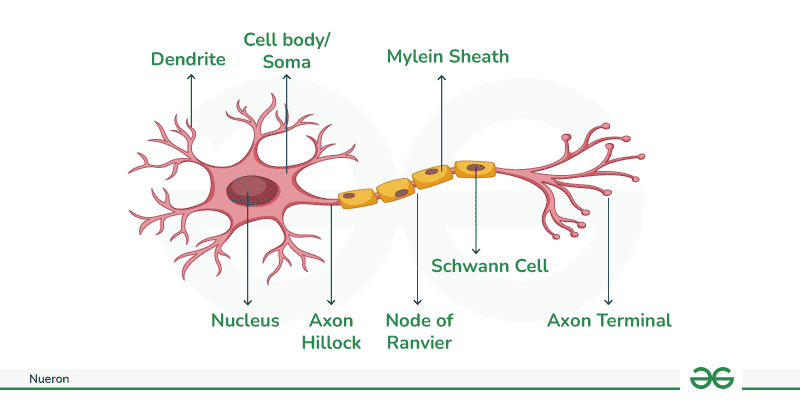 Dendrite
Cell body/
Soma
Mylein Sheath
Schwann Cell
Nucleus
Axon
Hillock
Node of
Ranvier
Axon Terminal
Nueron